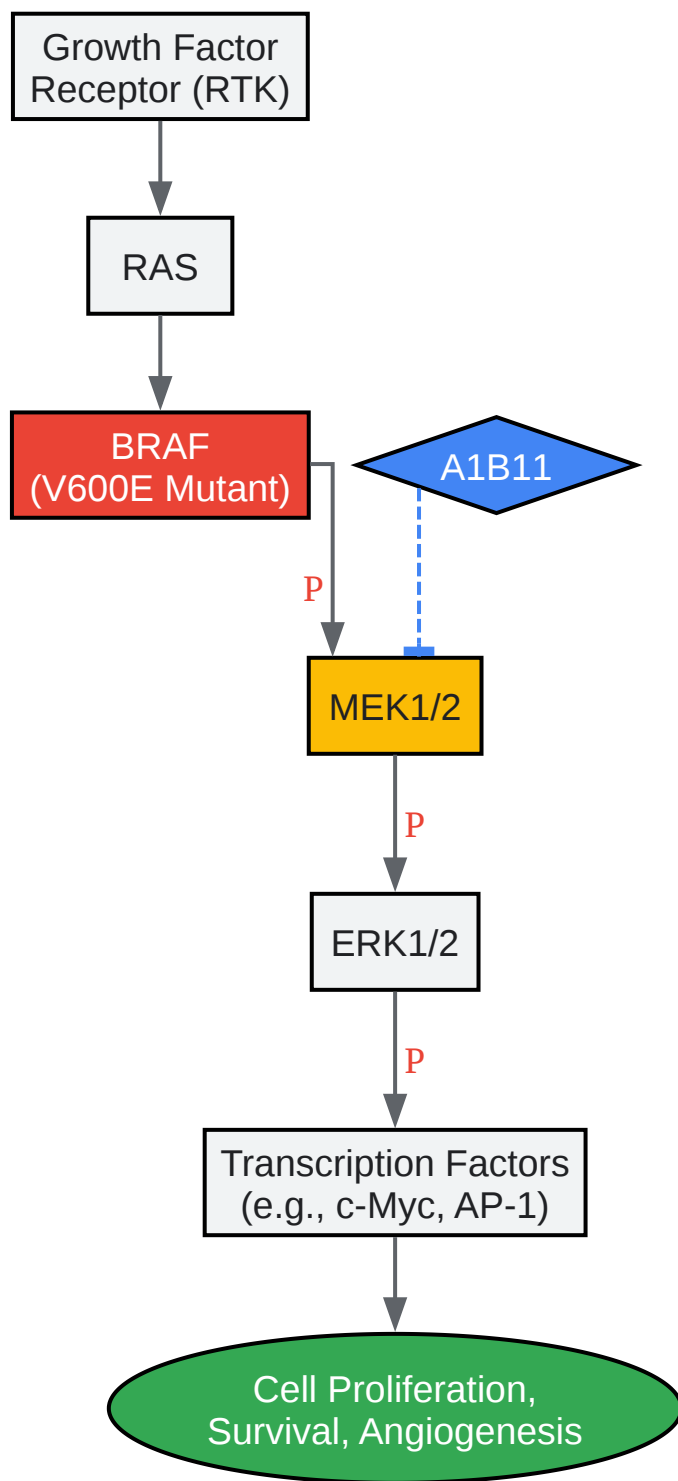 Growth Factor
Receptor (RTK)
RAS
BRAF
(V600E Mutant)
A1B11
P
MEK1/2
P
ERK1/2
P
Transcription Factors
(e.g., c-Myc, AP-1)
Cell Proliferation,
Survival, Angiogenesis